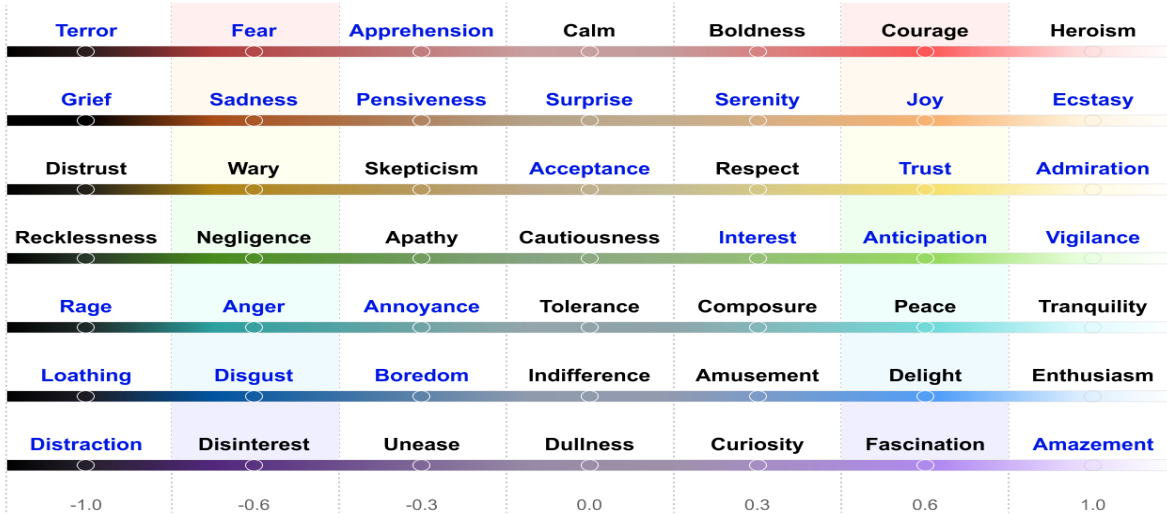 Terror Fear Apprehension Calm Boldness Courage Heroism
Grief Sadness Pensiveness Surprise Serenity Joy Ecstasy
Distrust Wary Skepticism Acceptance Respect Trust Admiration
Recklessness Negligence Apathy Cautiousness Interest Anticipation Vigilance
Rage Anger Annoyance Tolerance Composure Peace Tranquility
Loathing Disgust Boredom Indifference Amusement Delight Enthusiasm
Distraction Disinterest Unease Dullness Curiosity Fascination Amazement
-1.0 -0.6 -0.3 0.0 0.3 0.6 1.0